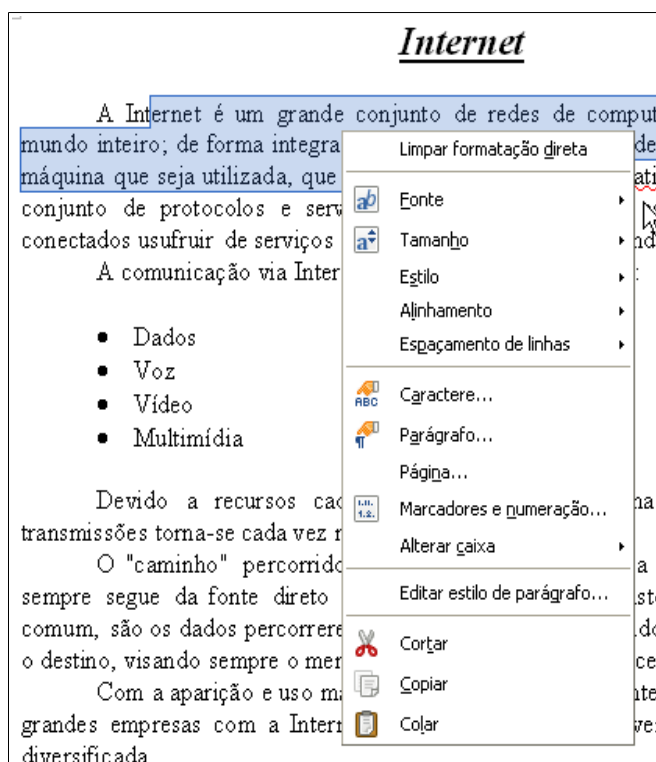 Internet
A Internet é um grande conjunto de redes de comput
mundo inteiro; de forma integra
máquina que seja utilizada, que
conjunto de protocolos e serv
conectados usufruir de serviços
A comunicação via Inter
• Dados
• Voz
• Vídeo
• Multimídia
Devido a recursos cad
transmissões torna-se cada vez
O "caminho" percorrido
sempre segue da fonte direto
comum, são os dados percorrere
o destino, visando sempre o mer
Com a aparição e uso ma
grandes empresas com a Intern
diversificada
Limpar formatação direta
Fonte
Tamanho
Estilo
Alinhamento
Espaçamento de linhas
Caractere...
Parágrafo...
Página...
Marcadores e numeração...
Alterar caixa
Editar estilo de parágrafo...
Cortar
Copiar
Colar